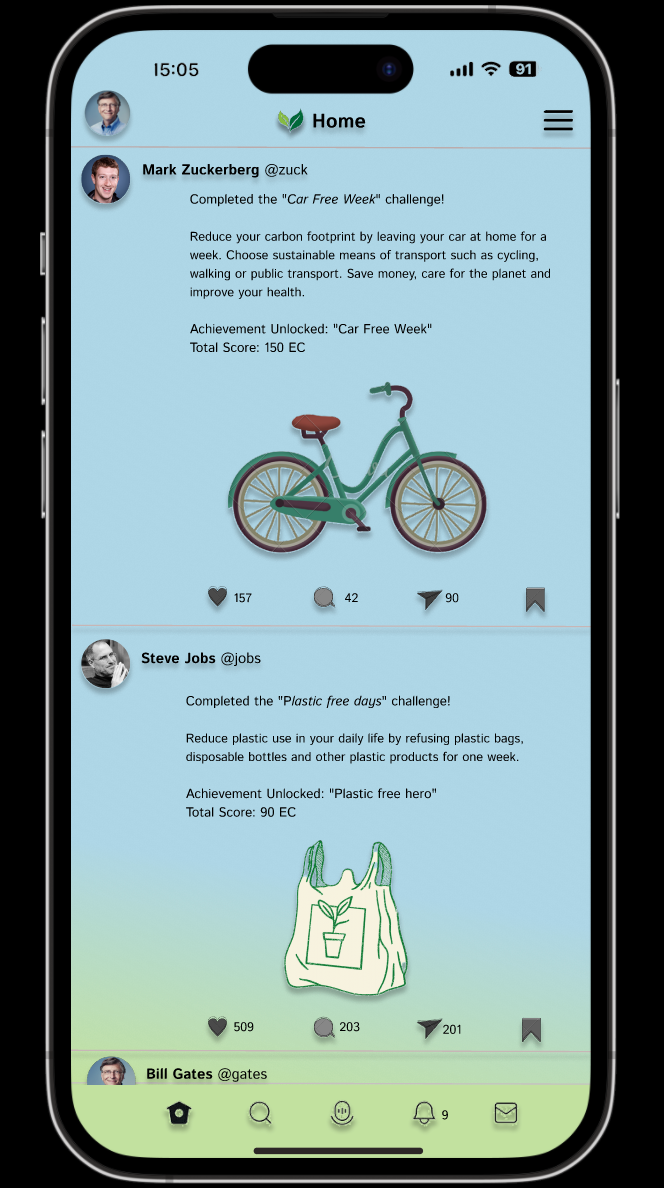 15:05
91
Home
Mark Zuckerberg @zuck
Completed the "Car Free Week" challenge!
Reduce your carbon footprint by leaving your car at home for a
week. Choose sustainable means of transport such as cycling,
walking or public transport. Save money, care for the planet and
improve your health.
Achievement Unlocked: "Car Free Week"
Total Score: 150 EC
157 42 90
Steve Jobs @jobs
Completed the "Plastic free days" challenge!
Reduce plastic use in your daily life by refusing plastic bags,
disposable bottles and other plastic products for one week.
Achievement Unlocked: "Plastic free hero"
Total Score: 90 EC
509 203 201
Bill Gates @gates
9